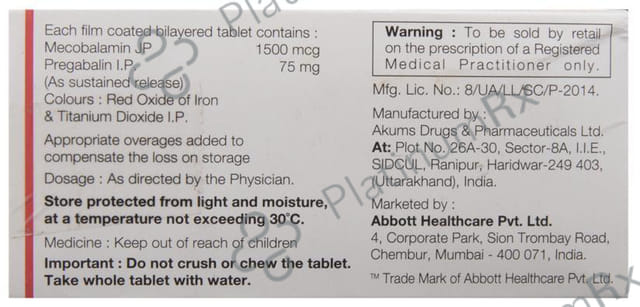 Each film coated bilayered tablet contains :
Mecobalamin JP 1500 mcg
Pregabalin I.P. 75 mg
(As sustained release)
Colours : Red Oxide of Iron
& Titanium Dioxide I.P.
Appropriate overages added to
compensate the loss on storage
Dosage : As directed by the Physician.
Store protected from light and moisture,
at a temperature not exceeding 30°C.
Medicine : Keep out of reach of children
Important : Do not crush or chew the tablet.
Take whole tablet with water.
Warning : To be sold by retail
on the prescription of a Registered
Medical Practitioner only.
Mfg. Lic. No.: 8/UA/LL/SC/P-2014.
Manufactured by :
Akums Drugs & Pharmaceuticals Ltd.
At: Plot No. 26A-30, Sector-8A, I.I.E.,
SIDCUL, Ranipur, Haridwar-249 403,
(Uttarakhand), India.
Marketed by :
Abbott Healthcare Pvt. Ltd.
4, Corporate Park, Sion Trombay Road,
Chembur, Mumbai - 400 071, India.
™ Trade Mark of Abbott Healthcare Pvt. Ltd.
PlatinumRx